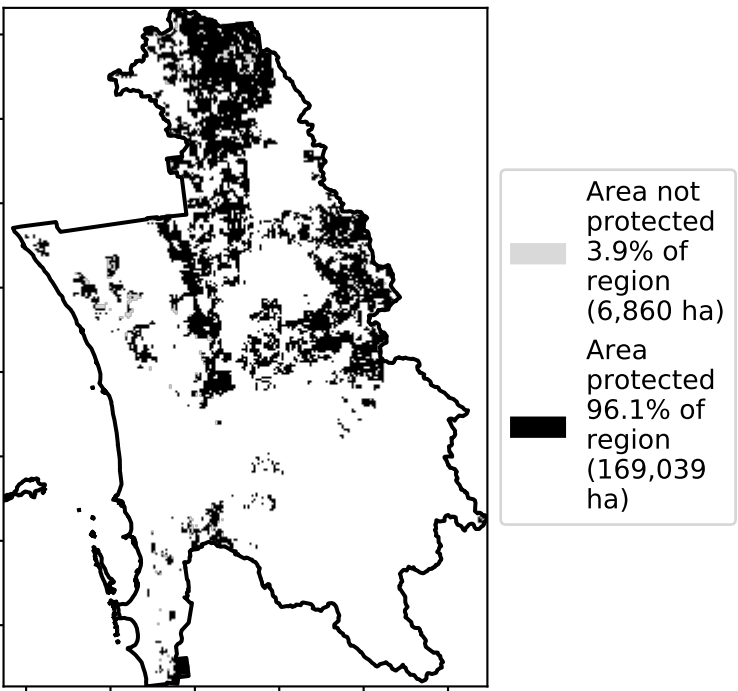 Area not
protected
3.9% of
region
(6,860 ha)
Area
protected
96.1% of
region
(169,039
ha)